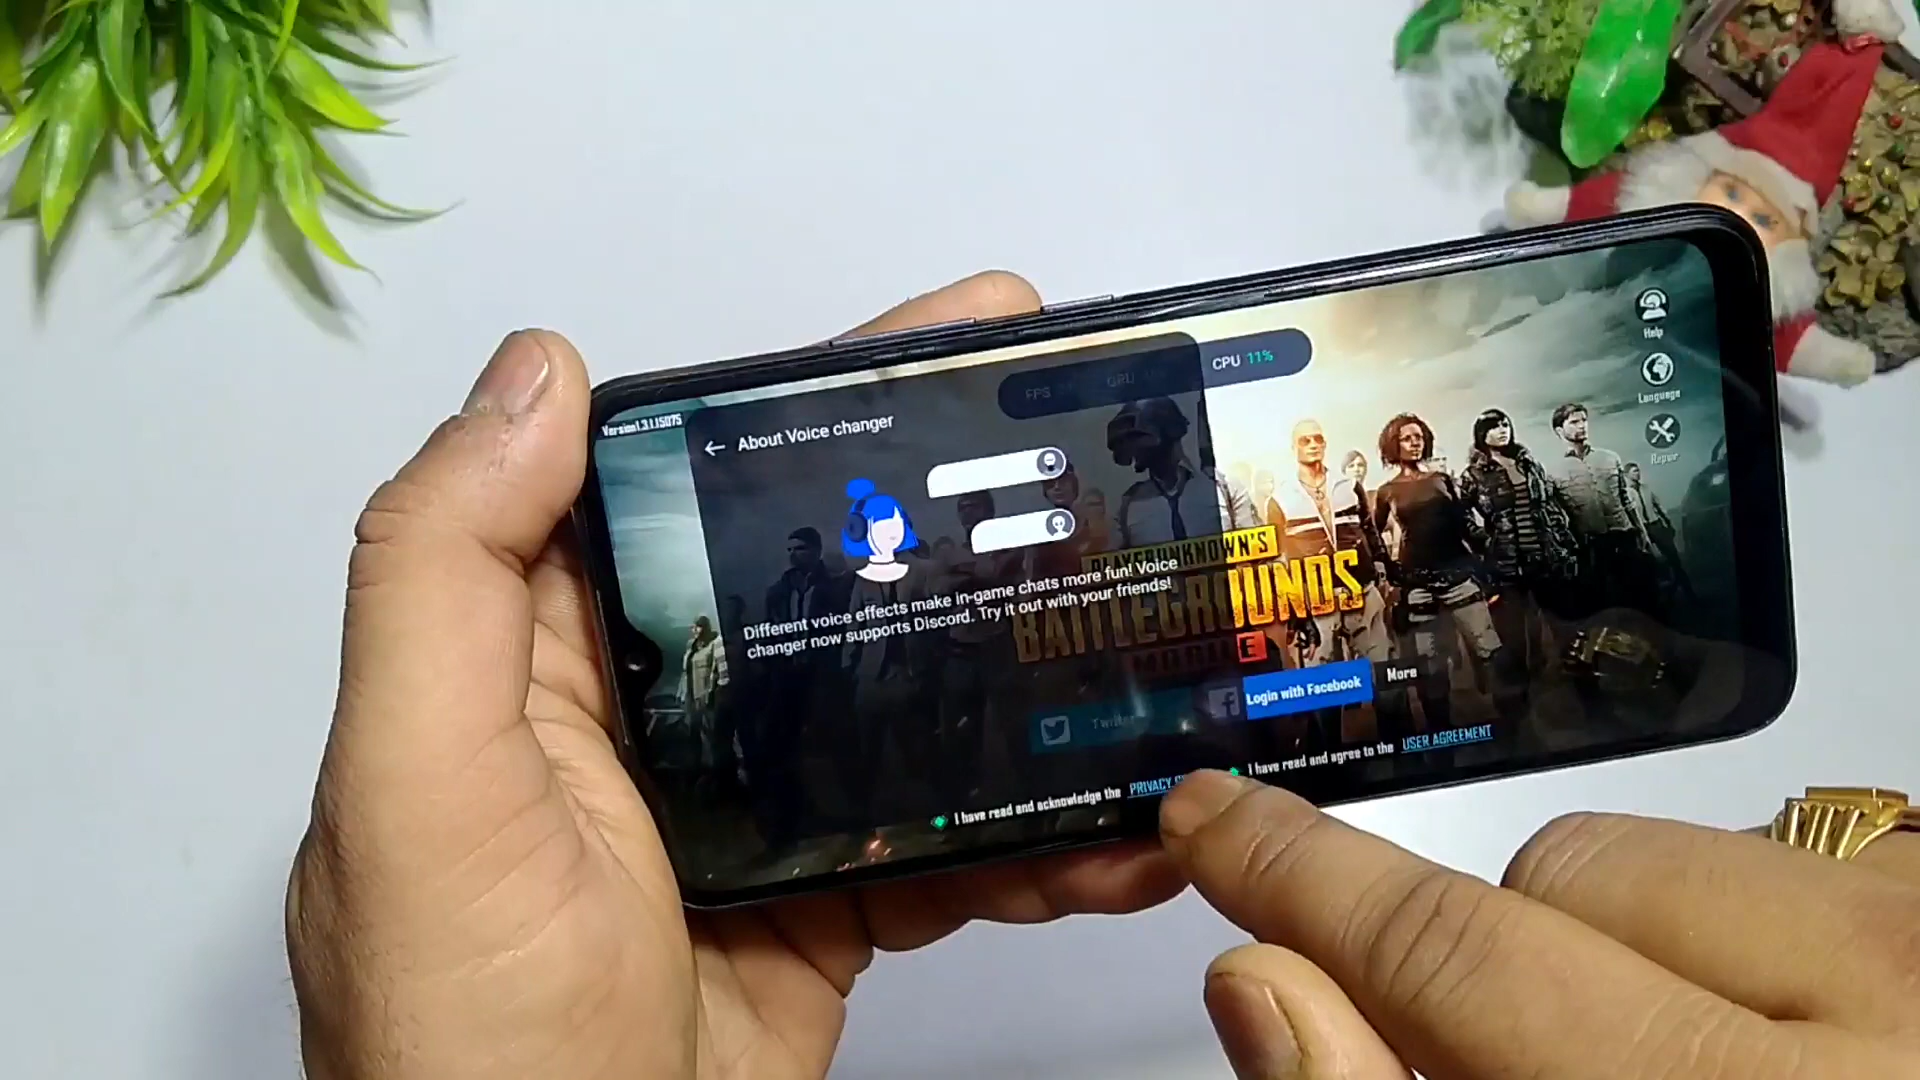 Version1.3.1.15075
← About Voice changer
FPS
GPU
CPU 11%
Help
Language
Repair
Different voice effects make in-game chats more fun! Voice
changer now supports Discord. Try it out with your friends!
PLAYERUNKNOWN'S
BATTLEGROUNDS
MOBILE
Twitter
Login with Facebook
More
I have read and acknowledge the PRIVACY
I have read and agree to the USER AGREEMENT